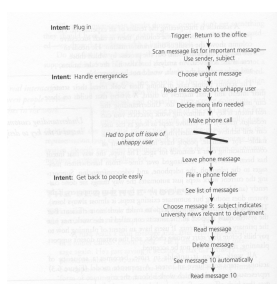 Intent: Plug in
Trigger: Return to the office
Scan message list for important message—
Use sender, subject
Intent: Handle emergencies
Choose urgent message
Read message about unhappy user
Decide more info needed
Make phone call
Had to put off issue of
unhappy user
Leave phone message
Intent: Get back to people easily
File in phone folder
See list of messages
Choose message 9: subject indicates
university news relevant to department
Read message
Delete message
See message 10 automatically
Read message 10